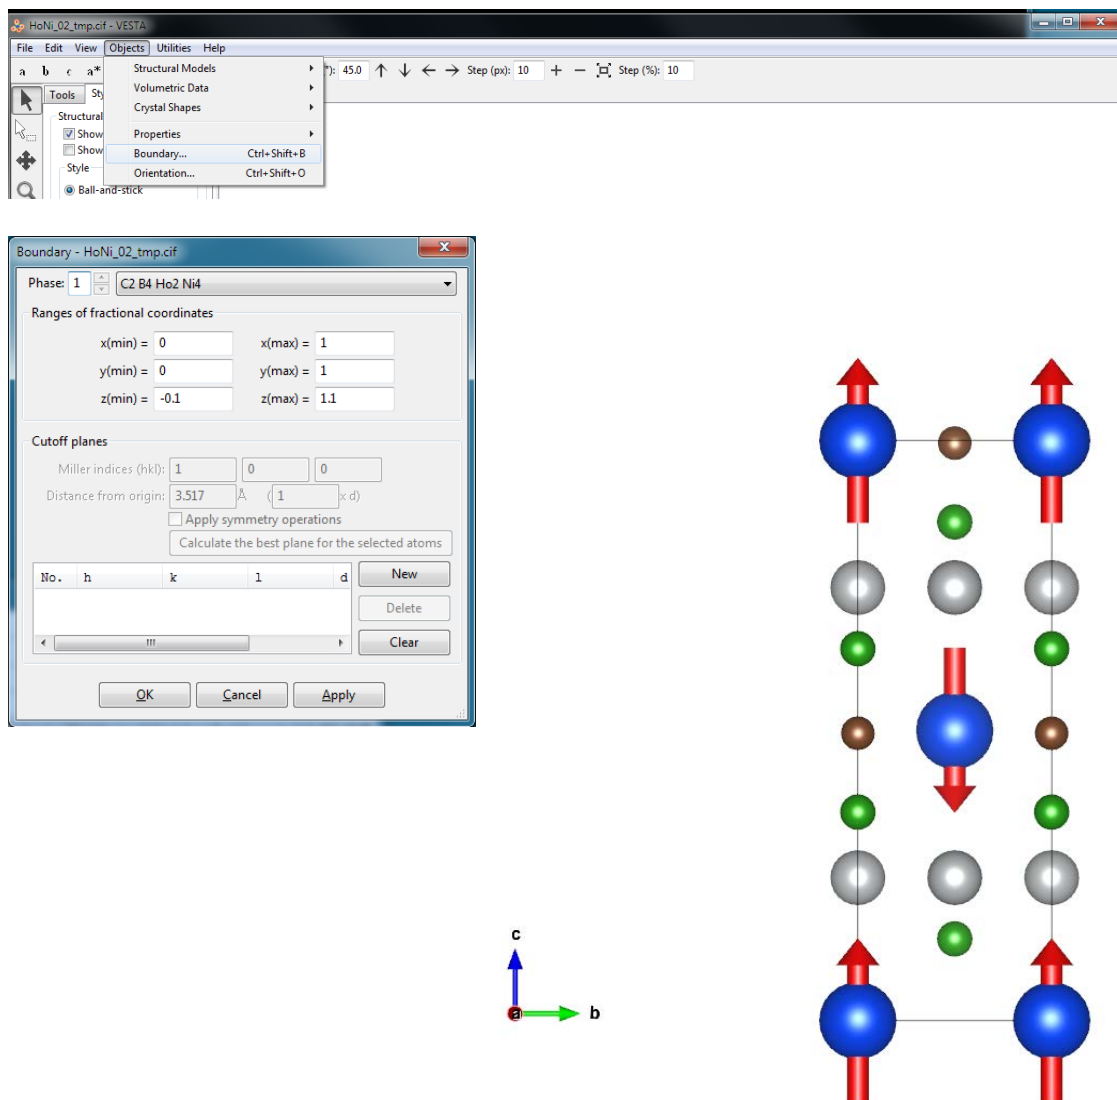 HoNi_02_tmp.cif - VESTA
File Edit View Objects Utilities Help
a b c a* °): 45.0 Step (px): 10 + − Step (%): 10
Structural Models
Volumetric Data
Crystal Shapes
Properties
Boundary... Ctrl+Shift+B
Orientation... Ctrl+Shift+O
Tools Sty
Structural
Show
Show
Style
Ball-and-stick
Boundary - HoNi_02_tmp.cif
Phase: 1 C2 B4 Ho2 Ni4
Ranges of fractional coordinates
x(min) = 0 x(max) = 1
y(min) = 0 y(max) = 1
z(min) = -0.1 z(max) = 1.1
Cutoff planes
Miller indices (hkl): 1 0 0
Distance from origin: 3.517 Å ( 1 x d)
Apply symmetry operations
Calculate the best plane for the selected atoms
No. h k l d
New
Delete
Clear
OK Cancel Apply
c
a b